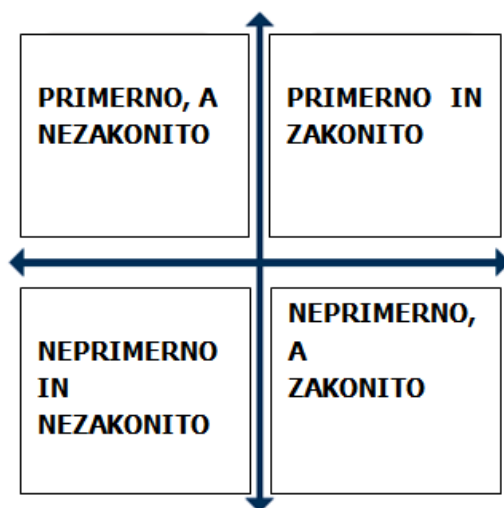 PRIMERNO, A
NEZAKONITO
PRIMERNO IN
ZAKONITO
NEPRIMERNO
IN
NEZAKONITO
NEPRIMERNO,
A
ZAKONITO